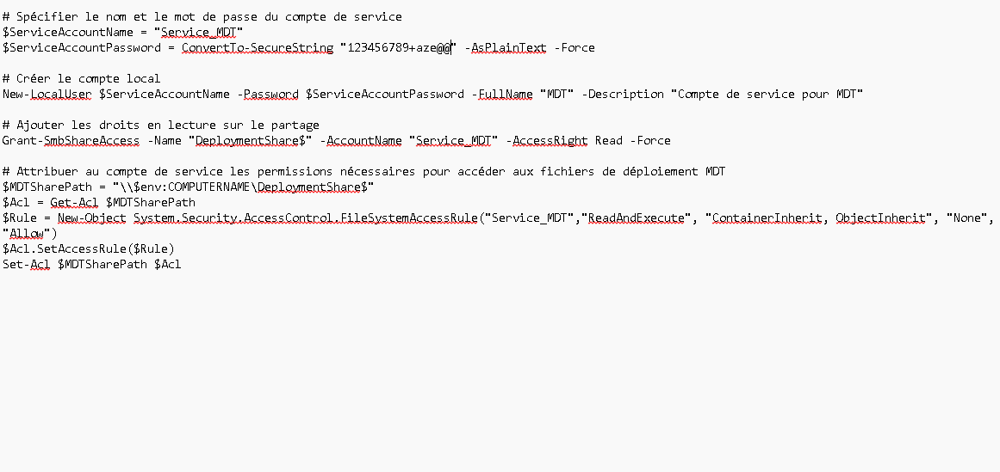 # Spécifier le nom et le mot de passe du compte de service
$ServiceAccountName = "Service_MDT"
$ServiceAccountPassword = ConvertTo-SecureString "123456789+aze@@" -AsPlainText -Force
# Créer le compte local
New-LocalUser $ServiceAccountName -Password $ServiceAccountPassword -FullName "MDT" -Description "Compte de service pour MDT"
# Ajouter les droits en lecture sur le partage
Grant-SmbShareAccess -Name "DeploymentShare$" -AccountName "Service_MDT" -AccessRight Read -Force
# Attribuer au compte de service les permissions nécessaires pour accéder aux fichiers de déploiement MDT
$MDTSharePath = "\\$env:COMPUTERNAME\DeploymentShare$"
$Acl = Get-Acl $MDTSharePath
$Rule = New-Object System.Security.AccessControl.FileSystemAccessRule("Service_MDT","ReadAndExecute", "ContainerInherit, ObjectInherit", "None",
"Allow")
$Acl.SetAccessRule($Rule)
Set-Acl $MDTSharePath $Acl